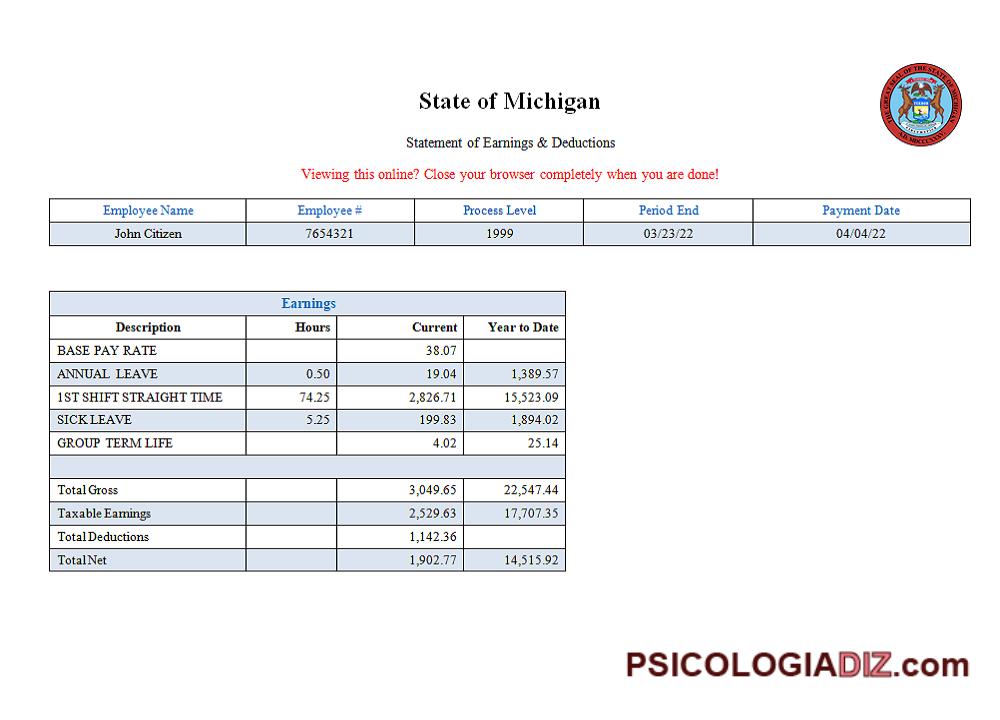 State of Michigan
Statement of Earnings & Deductions
Viewing this online? Close your browser completely when you are done!
Employee Name Employee # Process Level Period End Payment Date
John Citizen 7654321 1999 03/23/22 04/04/22
Earnings
Description Hours Current Year to Date
BASE PAY RATE 38.07
ANNUAL LEAVE 0.50 19.04 1,389.57
1ST SHIFT STRAIGHT TIME 74.25 2,826.71 15,523.09
SICK LEAVE 5.25 199.83 1,894.02
GROUP TERM LIFE 4.02 25.14
Total Gross 3,049.65 22,547.44
Taxable Earnings 2,529.63 17,707.35
Total Deductions 1,142.36
Total Net 1,902.77 14,515.92
PSICOLOGIADIZ.com